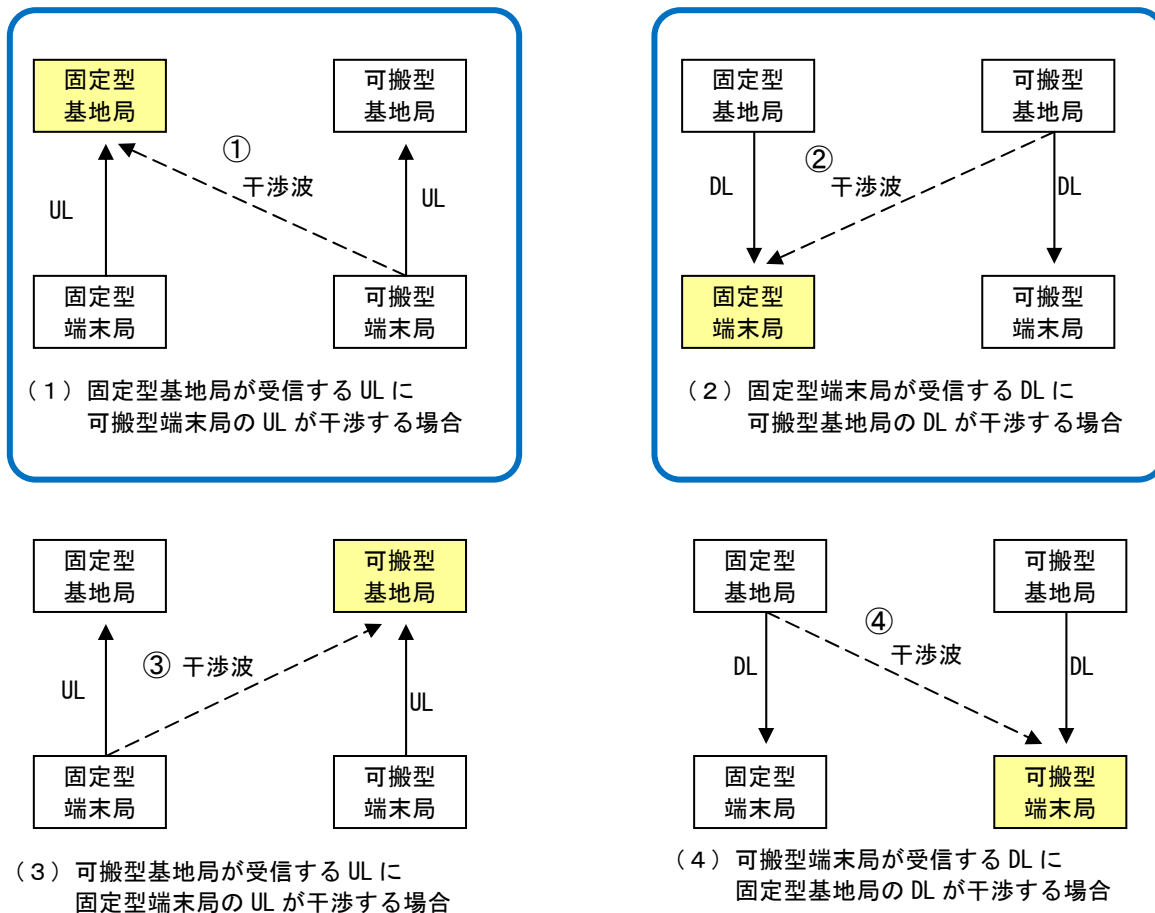 固定型
基地局
可搬型
基地局
①
干渉波
UL
UL
固定型
端末局
可搬型
端末局
（１）固定型基地局が受信する UL に
可搬型端末局の UL が干渉する場合
固定型
基地局
可搬型
基地局
②
干渉波
DL
DL
固定型
端末局
可搬型
端末局
（２）固定型端末局が受信する DL に
可搬型基地局の DL が干渉する場合
固定型
基地局
可搬型
基地局
③ 干渉波
UL
UL
固定型
端末局
可搬型
端末局
（３）可搬型基地局が受信する UL に
固定型端末局の UL が干渉する場合
固定型
基地局
可搬型
基地局
④
干渉波
DL
DL
固定型
端末局
可搬型
端末局
（４）可搬型端末局が受信する DL に
固定型基地局の DL が干渉する場合